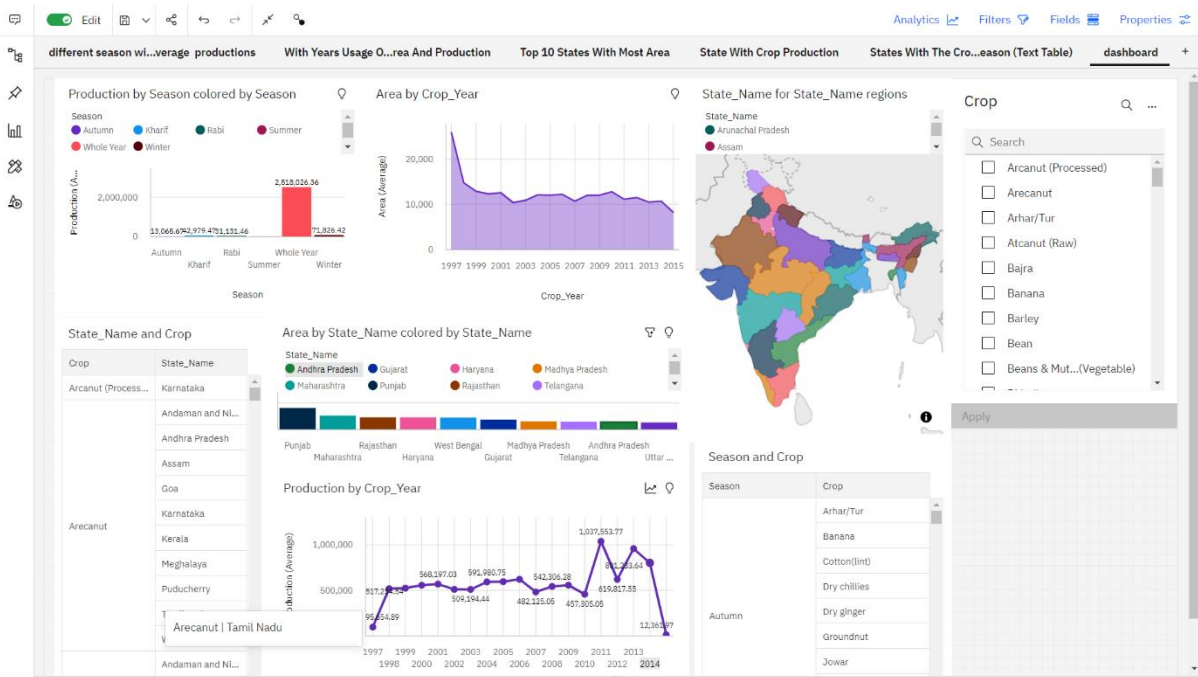 Edit
Analytics
Filters
Fields
Properties
different season wi...verage productions
With Years Usage O...rea And Production
Top 10 States With Most Area
State With Crop Production
States With The Cro...eason (Text Table)
dashboard
+
Production by Season colored by Season
Season
Autumn
Kharif
Rabi
Summer
Whole Year
Winter
Production (A...
2,000,000
0
42,979.47
31,131.46
2,818,026.36
71,826.42
Autumn
Kharif
Rabi
Summer
Whole Year
Winter
Season
Area by Crop_Year
Area (Average)
20,000
10,000
0
1997 1999 2001 2003 2005 2007 2009 2011 2013 2015
Crop_Year
State_Name for State_Name regions
State_Name
Arunachal Pradesh
Assam
Crop
Search
Arcanut (Processed)
Arecanut
Arhar/Tur
Atcanut (Raw)
Bajra
Banana
Barley
Bean
Beans & Mut...(Vegetable)
Apply
State_Name and Crop
Crop
State_Name
Arcanut (Process...
Karnataka
Arecanut
Andaman and Ni...
Andhra Pradesh
Assam
Goa
Karnataka
Kerala
Meghalaya
Puducherry
Arecanut | Tamil Nadu
Andaman and Ni...
Area by State_Name colored by State_Name
State_Name
Andhra Pradesh
Gujarat
Haryana
Madhya Pradesh
Maharashtra
Punjab
Rajasthan
Telangana
Punjab
Maharashtra
Rajasthan
Haryana
West Bengal
Gujarat
Madhya Pradesh
Telangana
Andhra Pradesh
Uttar ...
Production by Crop_Year
(Average)
1,000,000
500,000
568,197.03
509,194.44
591,980.75
482,125.05
542,306.28
457,305.05
1,037,553.77
619,817.55
12,361.97
1997 1999 2001 2003 2005 2007 2009 2011 2013
1998 2000 2002 2004 2006 2008 2010 2012 2014
Season and Crop
Season
Crop
Autumn
Arhar/Tur
Banana
Cotton(lint)
Dry chillies
Dry ginger
Groundnut
Jowar